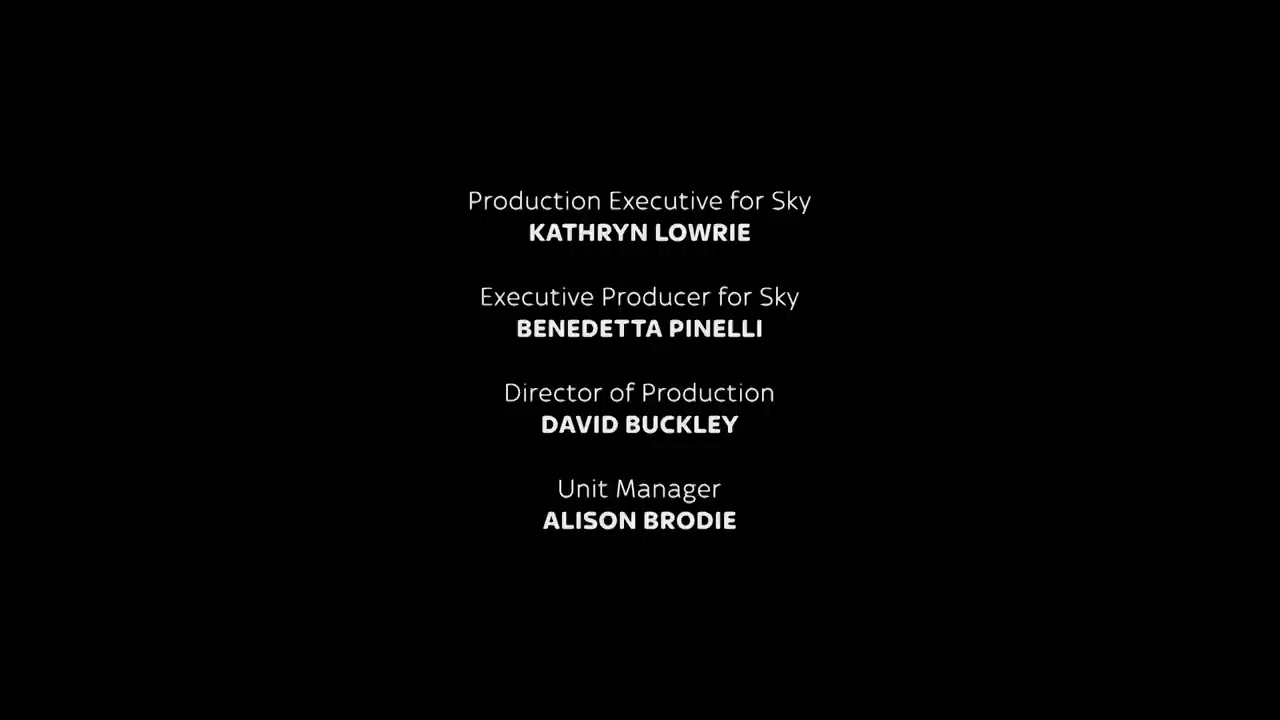 Production Executive for Sky
KATHRYN LOWRIE
Executive Producer for Sky
BENEDETTA PINELLI
Director of Production
DAVID BUCKLEY
Unit Manager
ALISON BRODIE